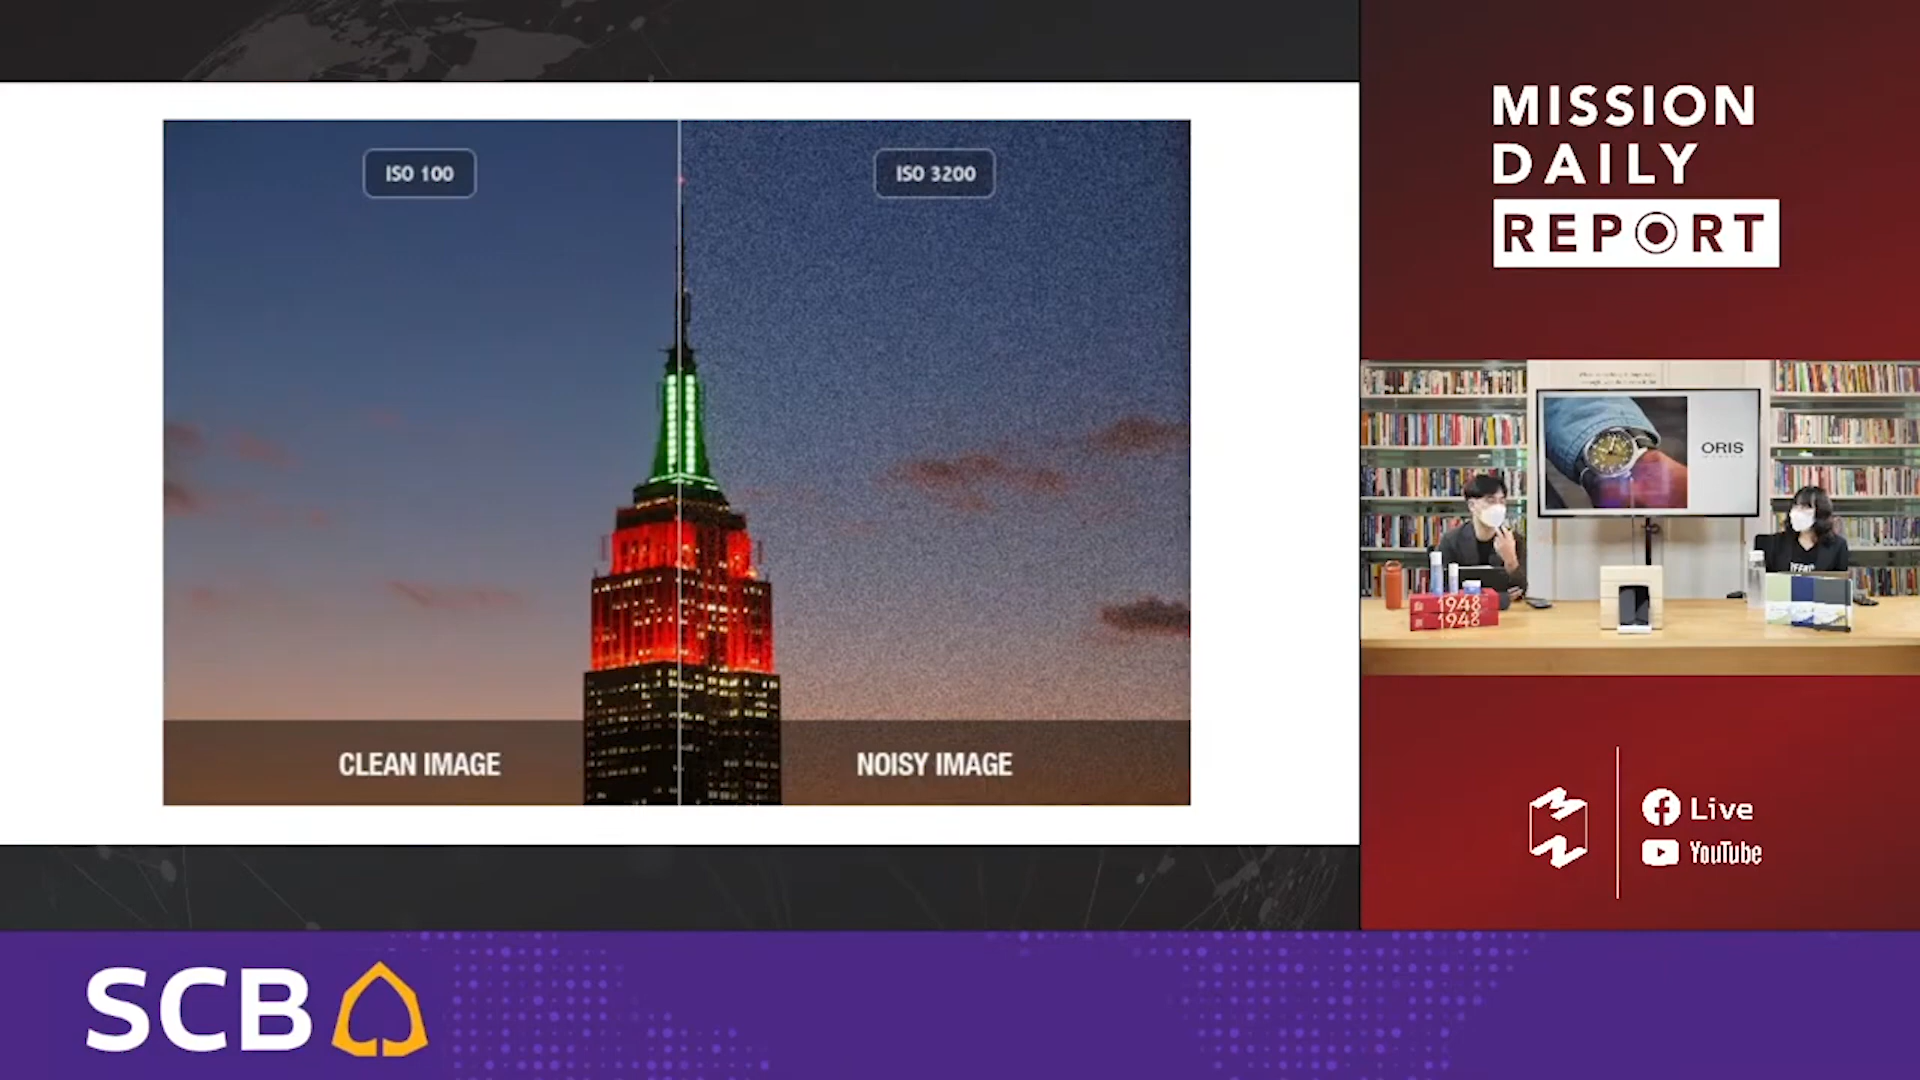 ISO 100
ISO 3200
CLEAN IMAGE
NOISY IMAGE
MISSION
DAILY
REPORT
ORIS
1948
1948
Live
YouTube
SCB